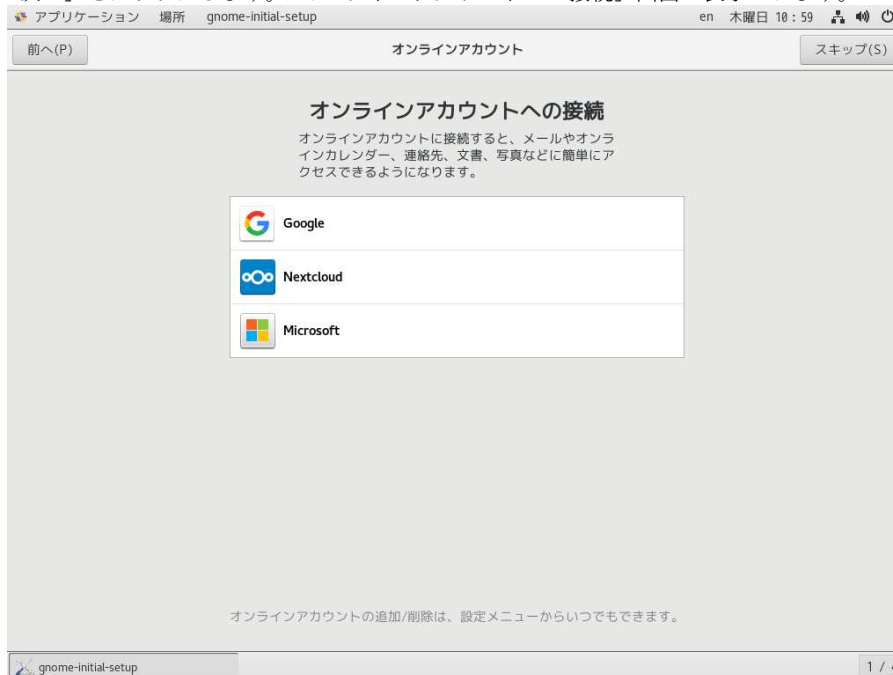 アプリケーション 場所 gnome-initial-setup en 木曜日 10：59
前へ(P) オンラインアカウント スキップ(S)
オンラインアカウントへの接続
オンラインアカウントに接続すると、メールやオンラ
インカレンダー、連絡先、文書、写真などに簡単にア
クセスできるようになります。
Google
Nextcloud
Microsoft
オンラインアカウントの追加/削除は、設定メニューからいつでもできます。
gnome-initial-setup 1 /